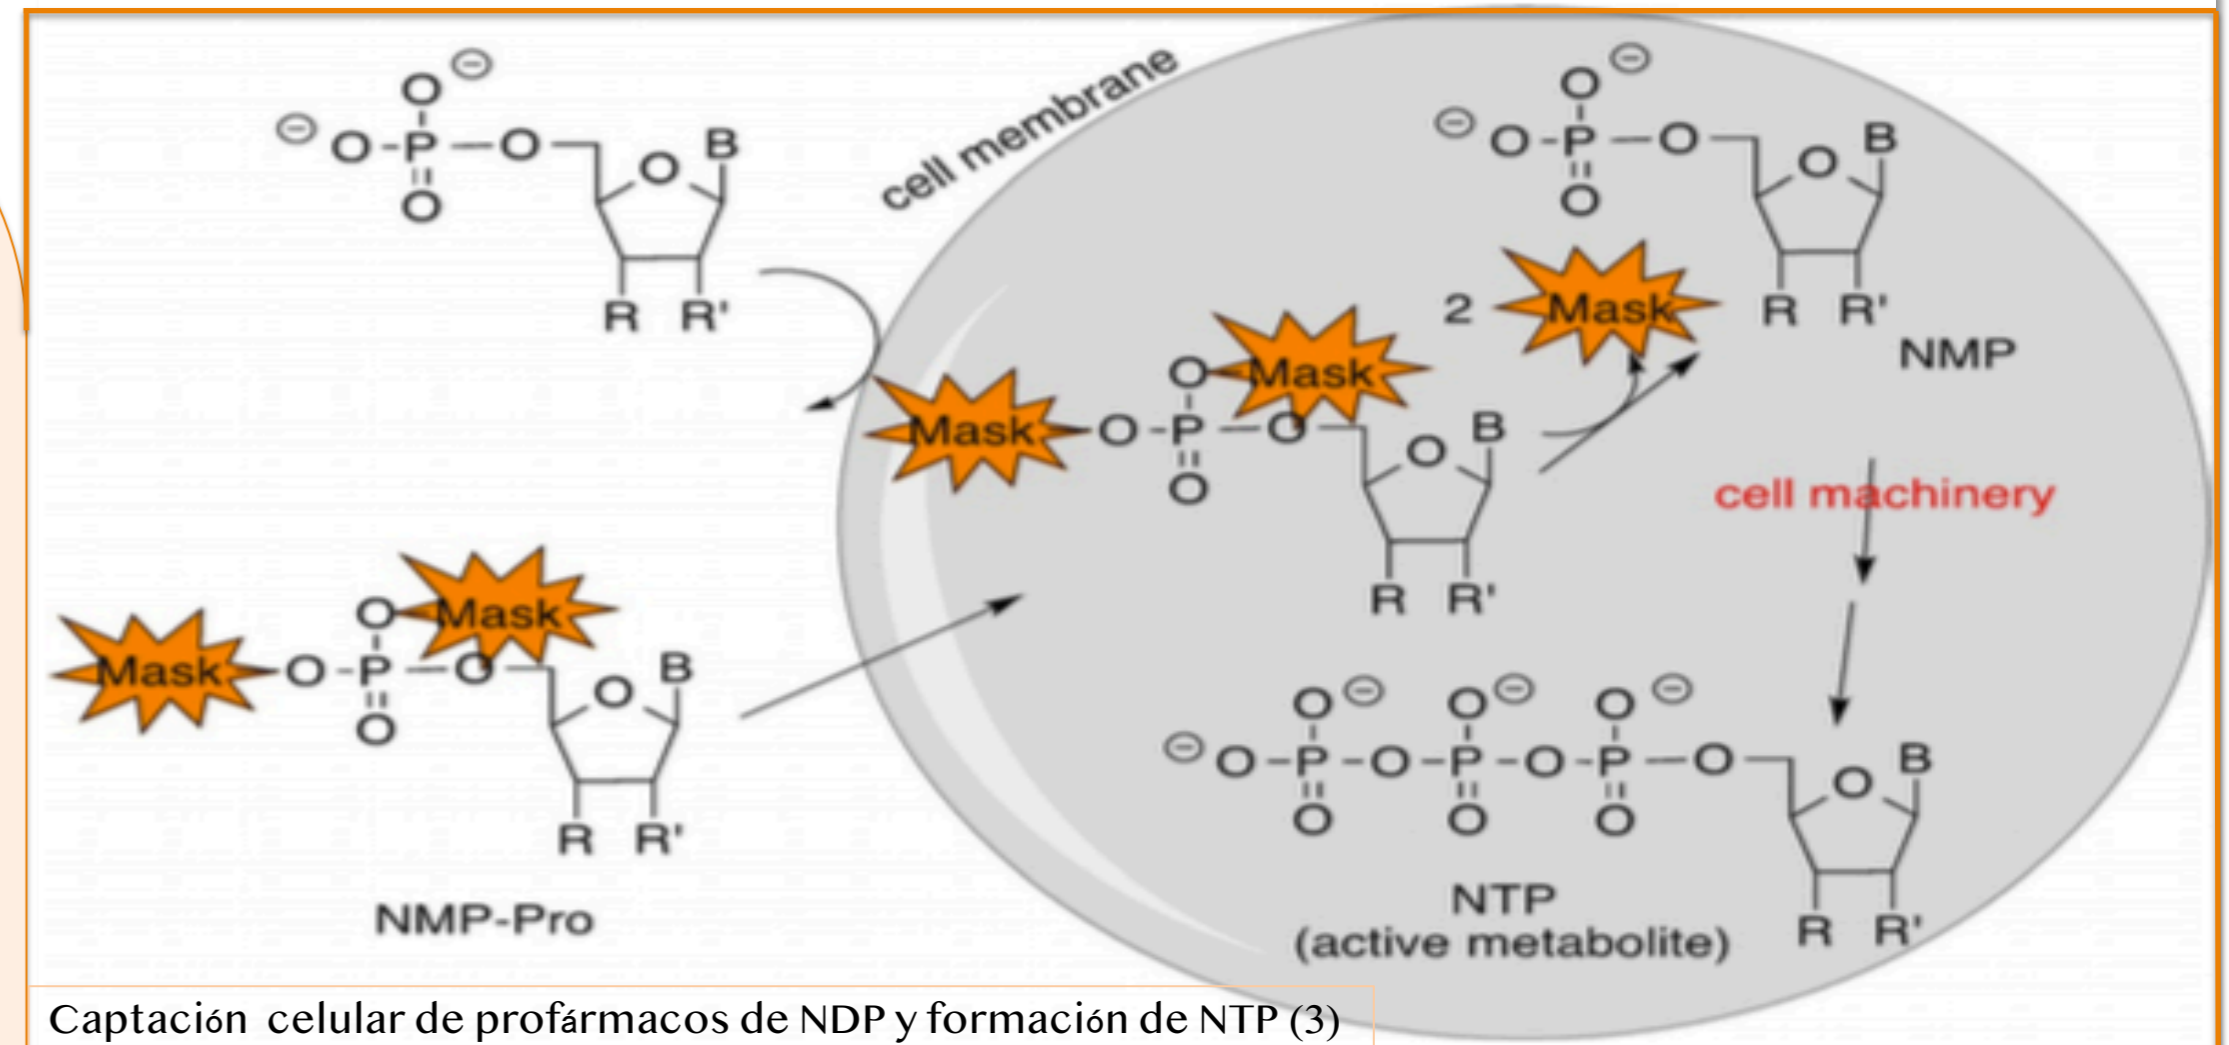 O ⊖
⊖ O-P-O
O
O B
R R'
cell membrane
O ⊖
⊖ O-P-O
O
O B
R R'
NMP
2 Mask
Mask
O
Mask O-P-O
O
O B
R R'
cell machinery
Mask
O
Mask O-P-O
O
O B
R R'
NMP-Pro
O ⊖ O ⊖ O ⊖
⊖ O-P-O-P-O-P-O
O O O
O B
R R'
NTP
(active metabolite)
Captación celular de profármacos de NDP y formación de NTP (3)